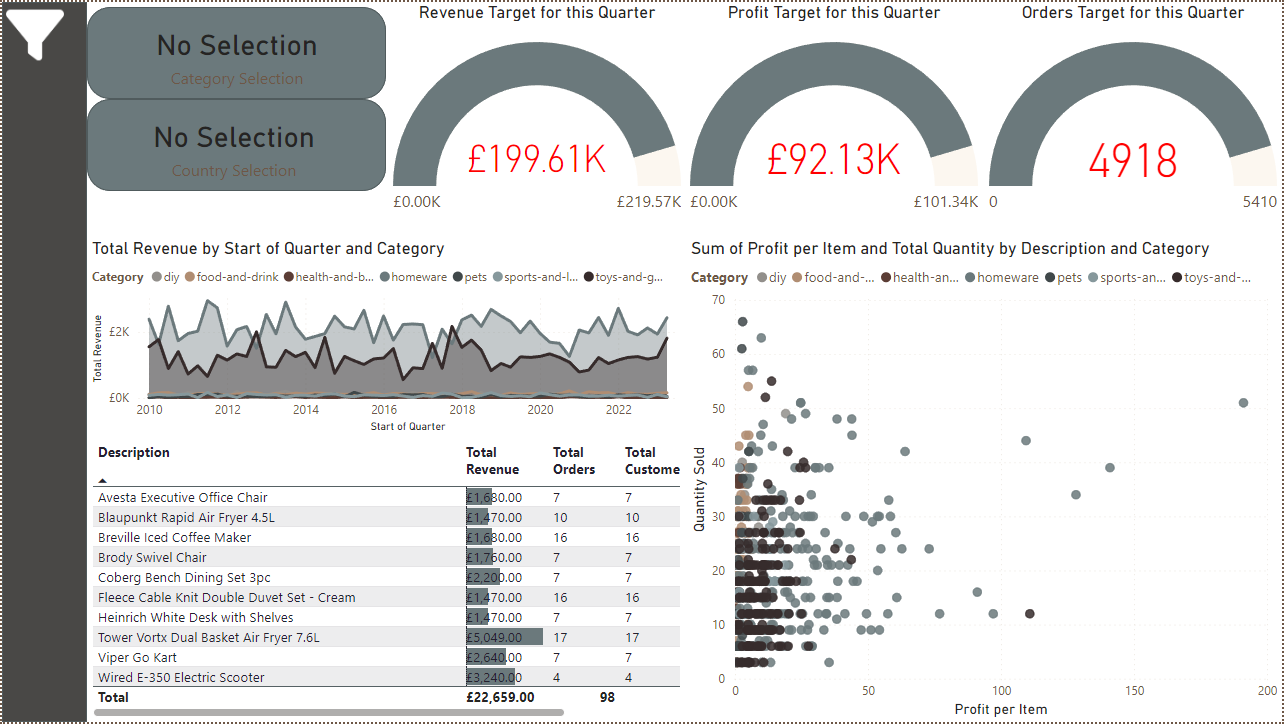 No Selection
Category Selection
No Selection
Country Selection
Revenue Target for this Quarter
£199.61K
£0.00K
£219.57K
Profit Target for this Quarter
£92.13K
£0.00K
£101.34K
Orders Target for this Quarter
4918
0
5410
Total Revenue by Start of Quarter and Category
Category diy food-and-drink health-and-b... homeware pets sports-and-l... toys-and-g...
Total Revenue
£2K
£0K
2010 2012 2014 2016 2018 2020 2022
Start of Quarter
Description Total Revenue Total Orders Total Custome
Avesta Executive Office Chair £1,680.00 7 7
Blaupunkt Rapid Air Fryer 4.5L £1,470.00 10 10
Breville Iced Coffee Maker £1,680.00 16 16
Brody Swivel Chair £1,760.00 7 7
Coberg Bench Dining Set 3pc £2,200.00 7 7
Fleece Cable Knit Double Duvet Set - Cream £1,470.00 16 16
Heinrich White Desk with Shelves £1,470.00 7 7
Tower Vortx Dual Basket Air Fryer 7.6L £5,049.00 17 17
Viper Go Kart £2,640.00 7 7
Wired E-350 Electric Scooter £3,240.00 4 4
Total £22,659.00 98
Sum of Profit per Item and Total Quantity by Description and Category
Category diy food-and-... health-an... homeware pets sports-an... toys-and-...
Quantity Sold
70
60
50
40
30
20
10
0
0 50 100 150 200
Profit per Item